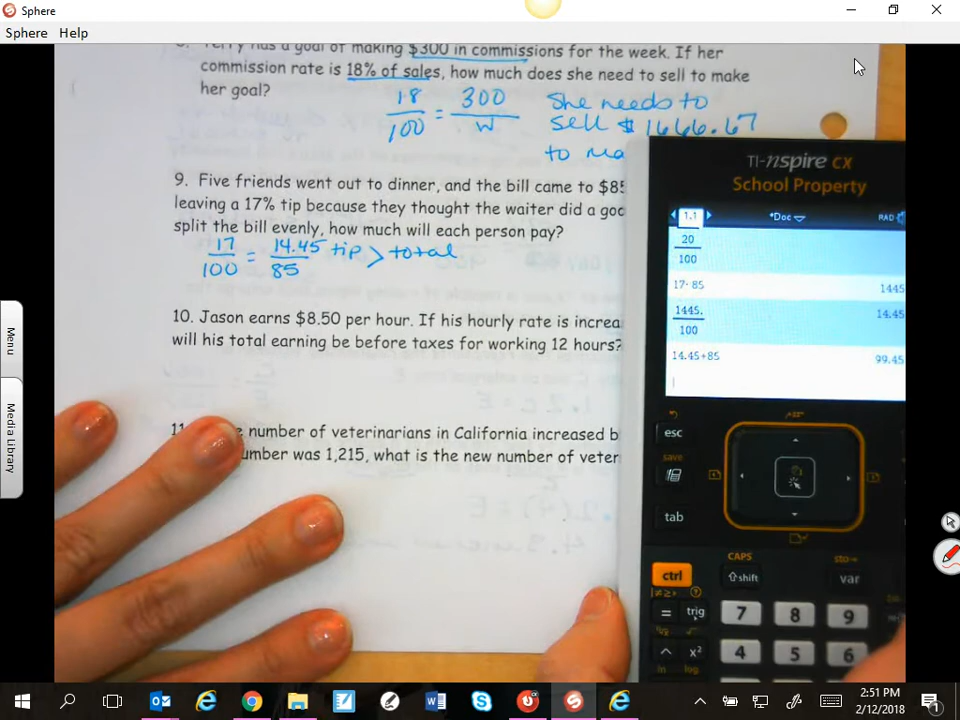 Sphere
Sphere Help
Terry has a goal of making $300 in commissions for the week. If her
commission rate is 18% of sales, how much does she need to sell to make
her goal?
18/100 = 300/W
She needs to
sell $1666.67
to ma
9. Five friends went out to dinner, and the bill came to $85
leaving a 17% tip because they thought the waiter did a goo
split the bill evenly, how much will each person pay?
17/100 = 14.45/85 tip > total
10. Jason earns $8.50 per hour. If his hourly rate is increa
will his total earning be before taxes for working 12 hours?
11. number of veterinarians in California increased b
umber was 1,215, what is the new number of veter
TI-nspire CX
School Property
1.1 *Doc RAD
20
100
17·85 1445
1445.
100
14.45
14.45+85 99.45
esc
save
tab
CAPS
sto→
ctrl shift var
= trig 7 8 9
^ x² 4 5 6
ln log
Menu
Media Library
2:51 PM
2/12/2018